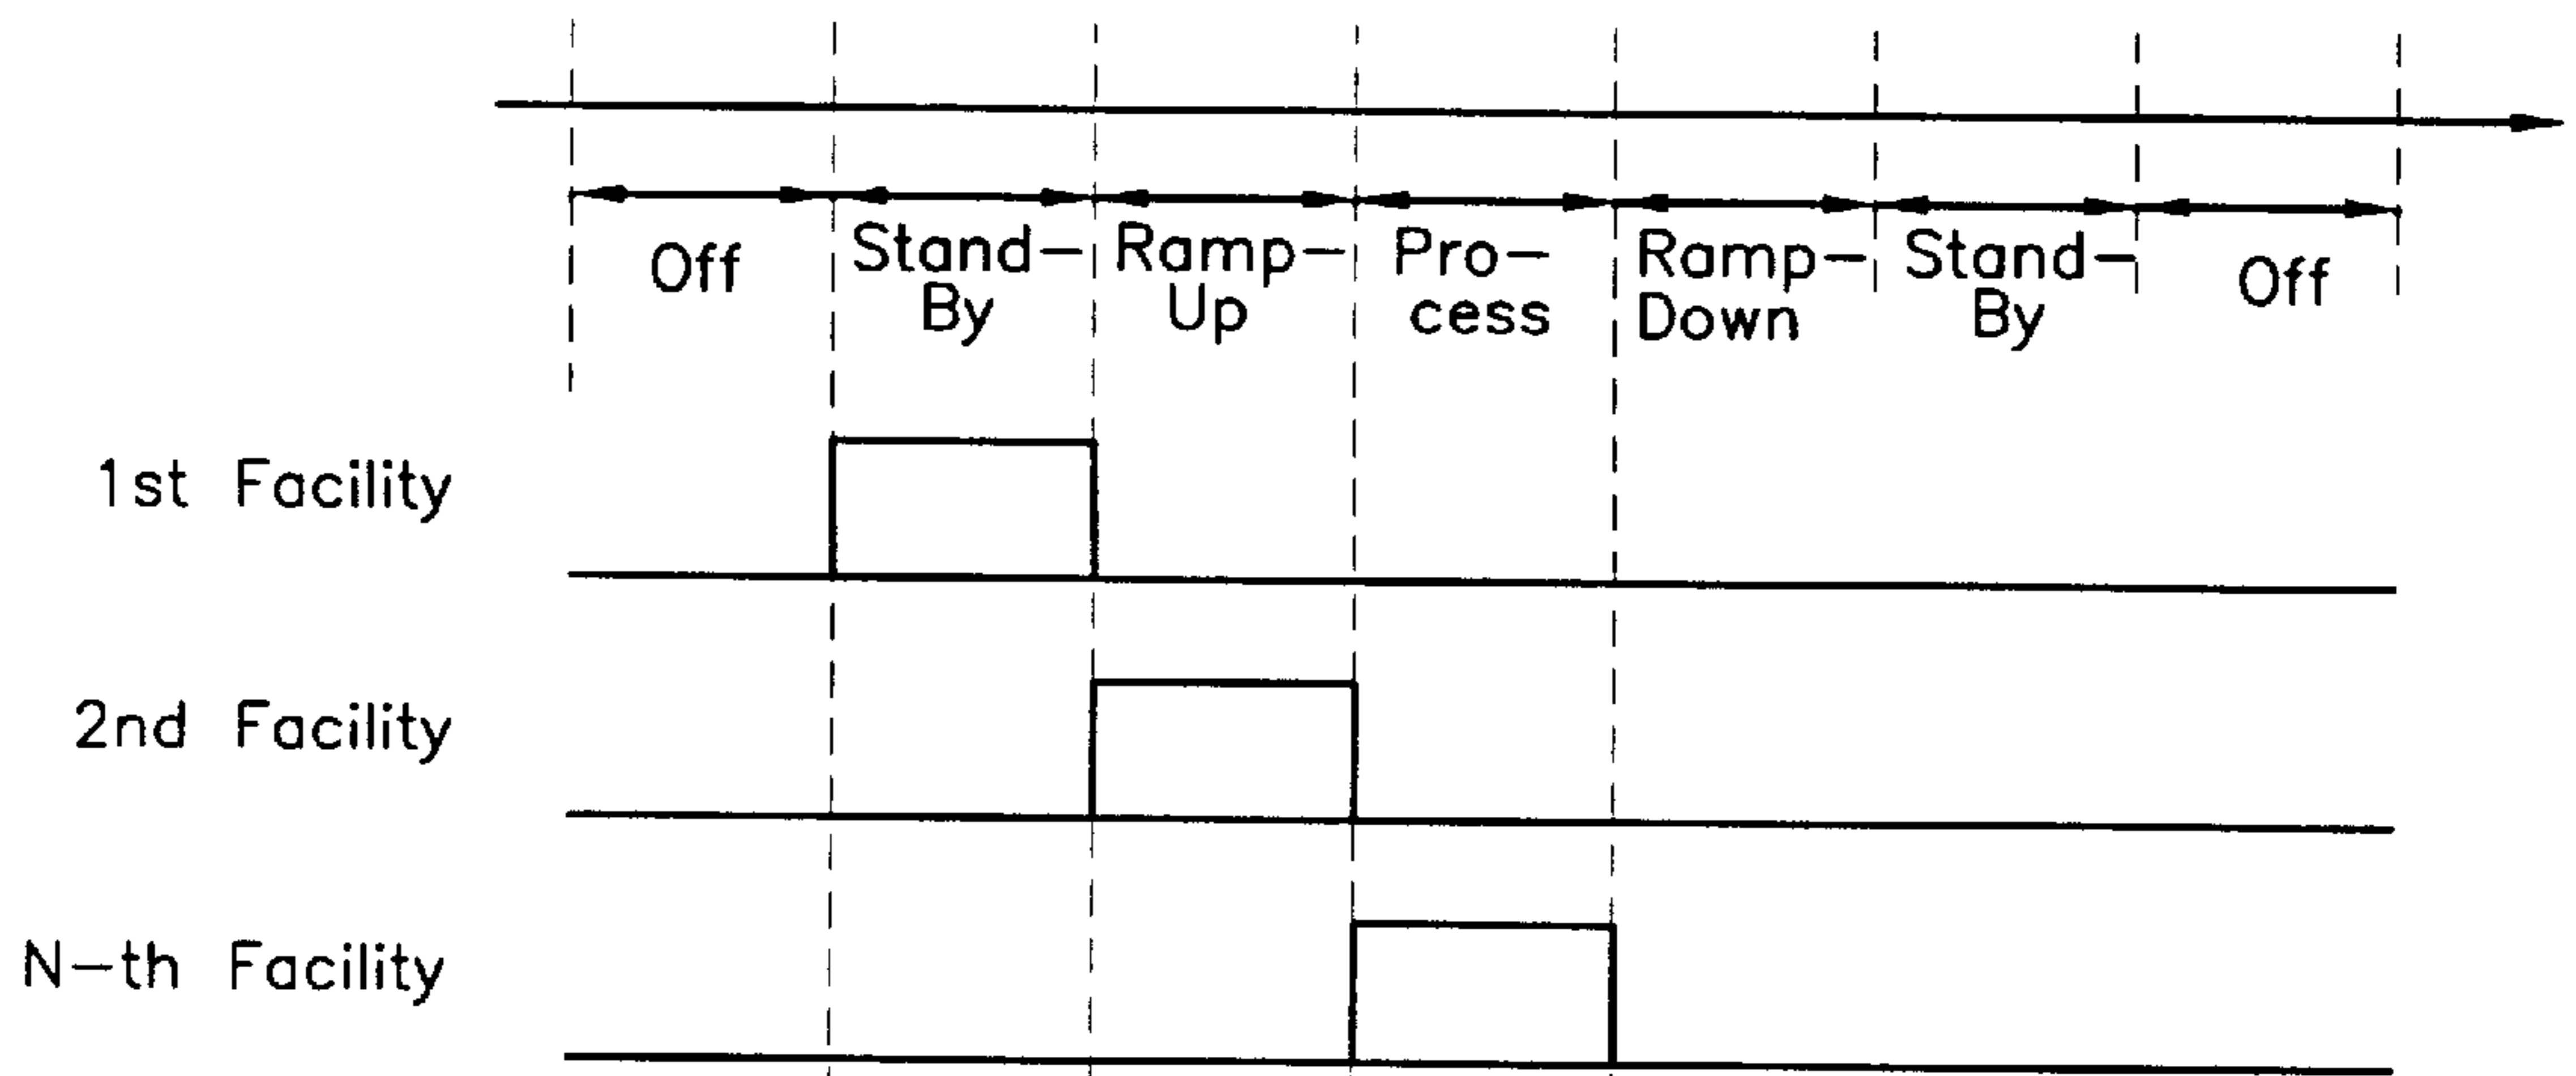 Off
Stand-
By
Ramp-
Up
Pro-
cess
Ramp-
Down
Stand-
By
Off
1st Facility
2nd Facility
N-th Facility